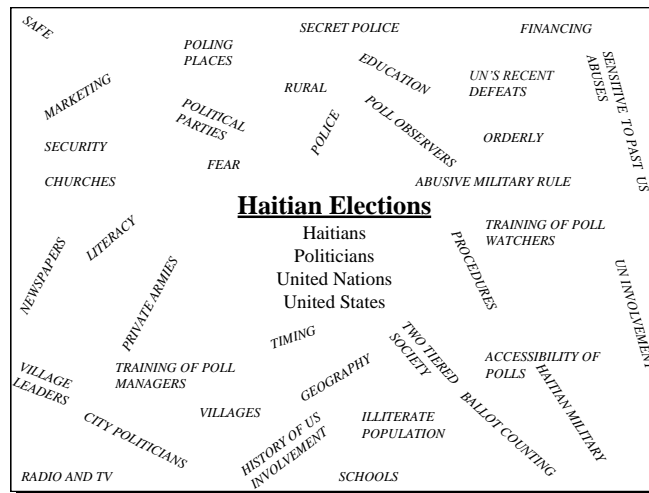 SAFE
SECRET POLICE
FINANCING
POLING
PLACES
EDUCATION
UN'S RECENT
DEFEATS
SENSITIVE TO PAST US
ABUSES
MARKETING
RURAL
POLITICAL
PARTIES
POLICE
POLL OBSERVERS
ORDERLY
SECURITY
FEAR
CHURCHES
ABUSIVE MILITARY RULE
Haitian Elections
Haitians
Politicians
United Nations
United States
NEWSPAPERS
LITERACY
PRIVATE ARMIES
PROCEDURES
TRAINING OF POLL
WATCHERS
UN INVOLVEMENT
TIMING
TWO TIERED
SOCIETY
ACCESSIBILITY OF
POLLS
VILLAGE
LEADERS
TRAINING OF POLL
MANAGERS
GEOGRAPHY
HAITIAN MILITARY
CITY POLITICIANS
VILLAGES
HISTORY OF US
INVOLVEMENT
ILLITERATE
POPULATION
BALLOT COUNTING
RADIO AND TV
SCHOOLS